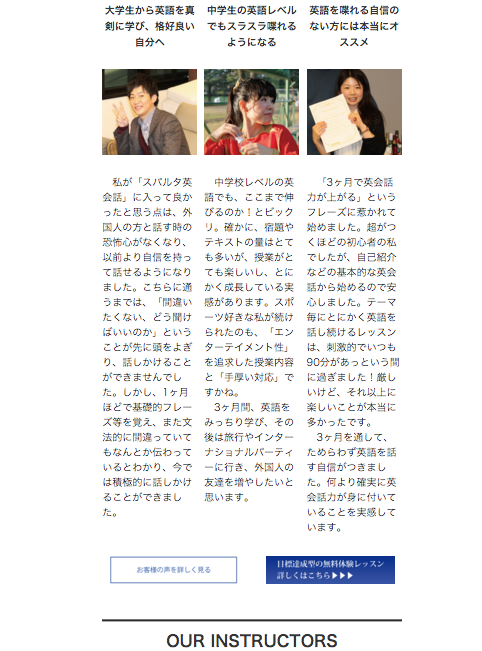 大学生から英語を真
剣に学び、格好良い
自分へ
中学生の英語レベル
でもスラスラ喋れる
ようになる
英語を喋れる自信の
ない方には本当にオ
ススメ
私が「スパルタ英
会話」に入って良か
ったと思う点は、外
国人の方と話す時の
恐怖心がなくなり、
以前より自信を持っ
て話せるようになり
ました。こちらに通
うまでは、「間違い
たくない、どう聞け
ばいいのか」という
ことが先に頭をよぎ
り、話しかけること
ができませんでし
た。しかし、1ヶ月
ほどで基礎的フレー
ズ等を覚え、また文
法的に間違っていて
もなんとか伝わって
いるとわかり、今で
は積極的に話しかけ
ることができまし
た。
中学校レベルの英
語でも、ここまで伸
びるのか！とビック
リ。確かに、宿題や
テキストの量はとて
も多いが、授業がと
ても楽しいし、とに
かく成長している実
感があります。スポ
ーツ好きな私が続け
られたのも、「エン
ターテイメント性」
を追求した授業内容
と「手厚い対応」で
すかね。
3ヶ月間、英語を
みっちり学び、その
後は旅行やインター
ナショナルパーティ
ーに行き、外国人の
友達を増やしたいと
思います。
「3ヶ月で英会話
力が上がる」という
フレーズに惹かれて
始めました。超がつ
くほどの初心者の私
でしたが、自己紹介
などの基本的な英会
話から始めるので安
心しました。テーマ
毎にとにかく英語を
話し続けるレッスン
は、刺激的でいつも
90分があっという間
に過ぎました！厳し
いけど、それ以上に
楽しいことが本当に
多かったです。
3ヶ月を通して、
ためらわず英語を話
す自信がつきまし
た。何より確実に英
会話力が身に付いて
いることを実感して
います。
お客様の声を詳しく見る
目標達成型の無料体験レッスン
詳しくはこちら▶▶▶
OUR INSTRUCTORS